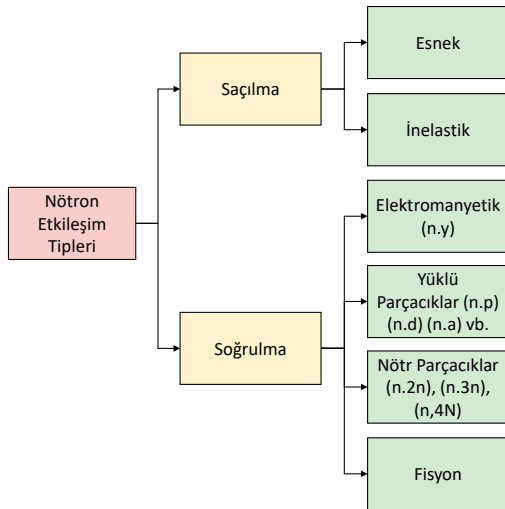 Nötron
Etkileşim
Tipleri
Saçılma
Soğrulma
Esnek
İnelastik
Elektromanyetik
(n.y)
Yüklü
Parçacıklar (n.p)
(n.d) (n.a) vb.
Nötr Parçacıklar
(n.2n), (n.3n),
(n,4N)
Fisyon